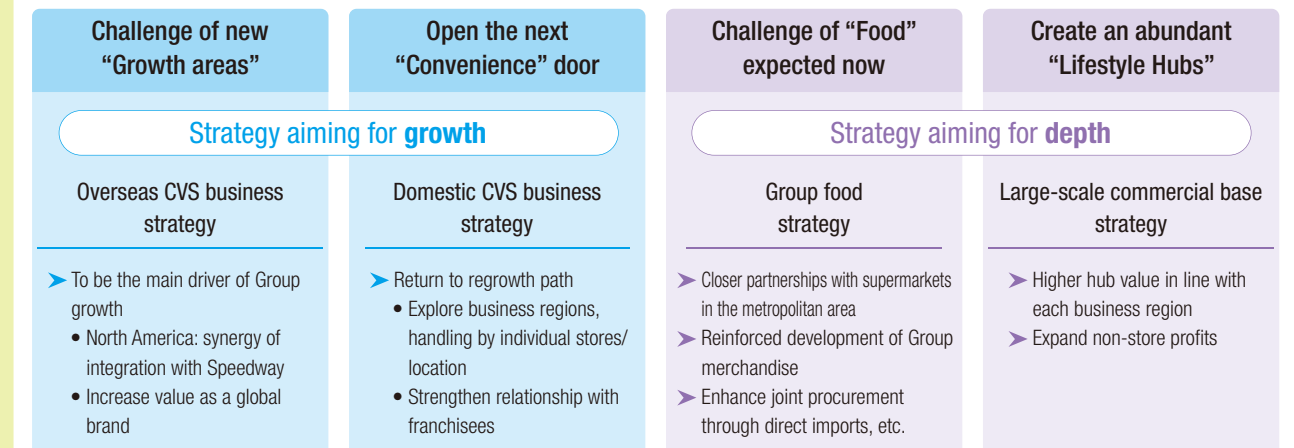 Challenge of new
“Growth areas”
Open the next
“Convenience” door
Strategy aiming for growth
Overseas CVS business
strategy
➤ To be the main driver of Group
growth
• North America: synergy of
integration with Speedway
• Increase value as a global
brand
Domestic CVS business
strategy
➤ Return to regrowth path
• Explore business regions,
handling by individual stores/
location
• Strengthen relationship with
franchisees
Challenge of “Food”
expected now
Create an abundant
“Lifestyle Hubs”
Strategy aiming for depth
Group food
strategy
➤ Closer partnerships with supermarkets
in the metropolitan area
➤ Reinforced development of Group
merchandise
➤ Enhance joint procurement
through direct imports, etc.
Large-scale commercial base
strategy
➤ Higher hub value in line with
each business region
➤ Expand non-store profits